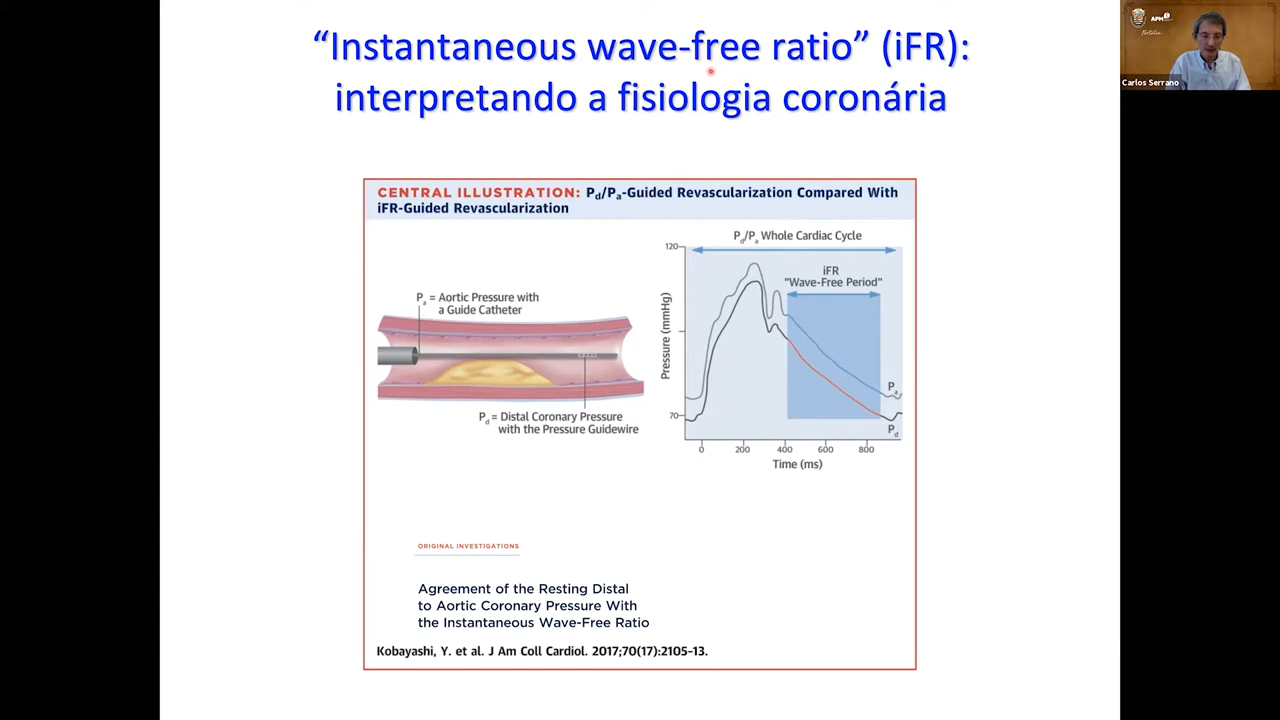 “Instantaneous wave-free ratio” (iFR):
interpretando a fisiologia coronária
CENTRAL ILLUSTRATION: Pd/Pa-Guided Revascularization Compared With
iFR-Guided Revascularization
Pa = Aortic Pressure with
a Guide Catheter
Pd = Distal Coronary Pressure
with the Pressure Guidewire
Pd/Pa Whole Cardiac Cycle
iFR
"Wave-Free Period"
120
70
Pressure (mmHg)
Pa
Pd
0 200 400 600 800
Time (ms)
ORIGINAL INVESTIGATIONS
Agreement of the Resting Distal
to Aortic Coronary Pressure With
the Instantaneous Wave-Free Ratio
Kobayashi, Y. et al. J Am Coll Cardiol. 2017;70(17):2105-13.
APM
Carlos Serrano